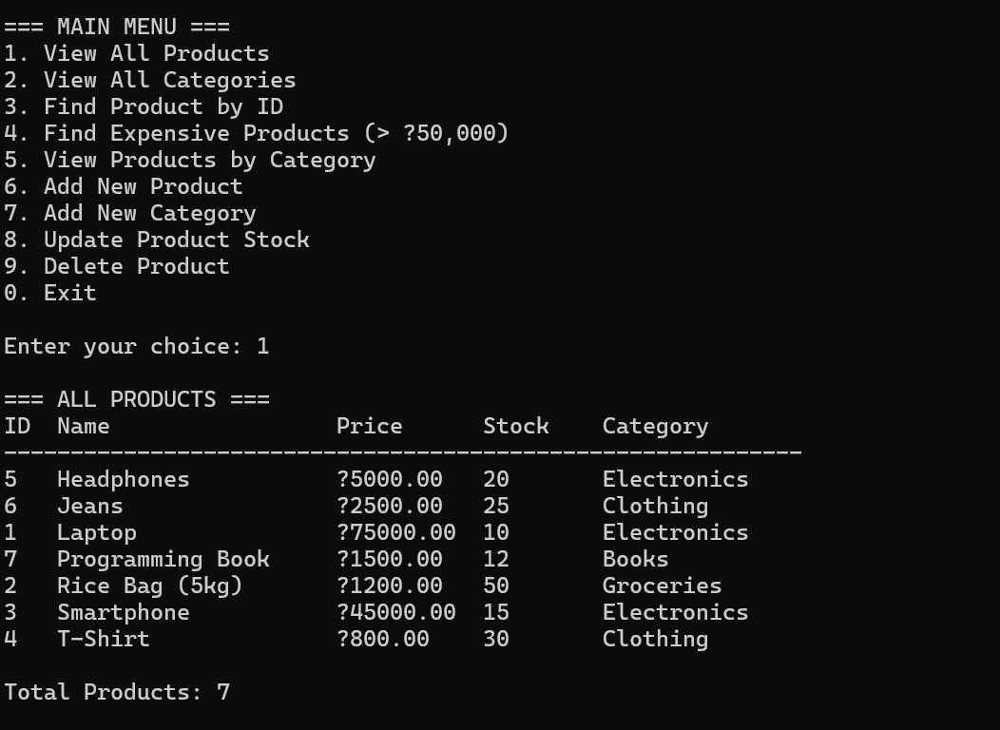 === MAIN MENU ===
1. View All Products
2. View All Categories
3. Find Product by ID
4. Find Expensive Products (> ?50,000)
5. View Products by Category
6. Add New Product
7. Add New Category
8. Update Product Stock
9. Delete Product
0. Exit
Enter your choice: 1
=== ALL PRODUCTS ===
ID  Name                 Price      Stock    Category
------------------------------------------------------------
5   Headphones           ?5000.00   20       Electronics
6   Jeans                ?2500.00   25       Clothing
1   Laptop               ?75000.00  10       Electronics
7   Programming Book     ?1500.00   12       Books
2   Rice Bag (5kg)       ?1200.00   50       Groceries
3   Smartphone           ?45000.00  15       Electronics
4   T-Shirt              ?800.00    30       Clothing
Total Products: 7